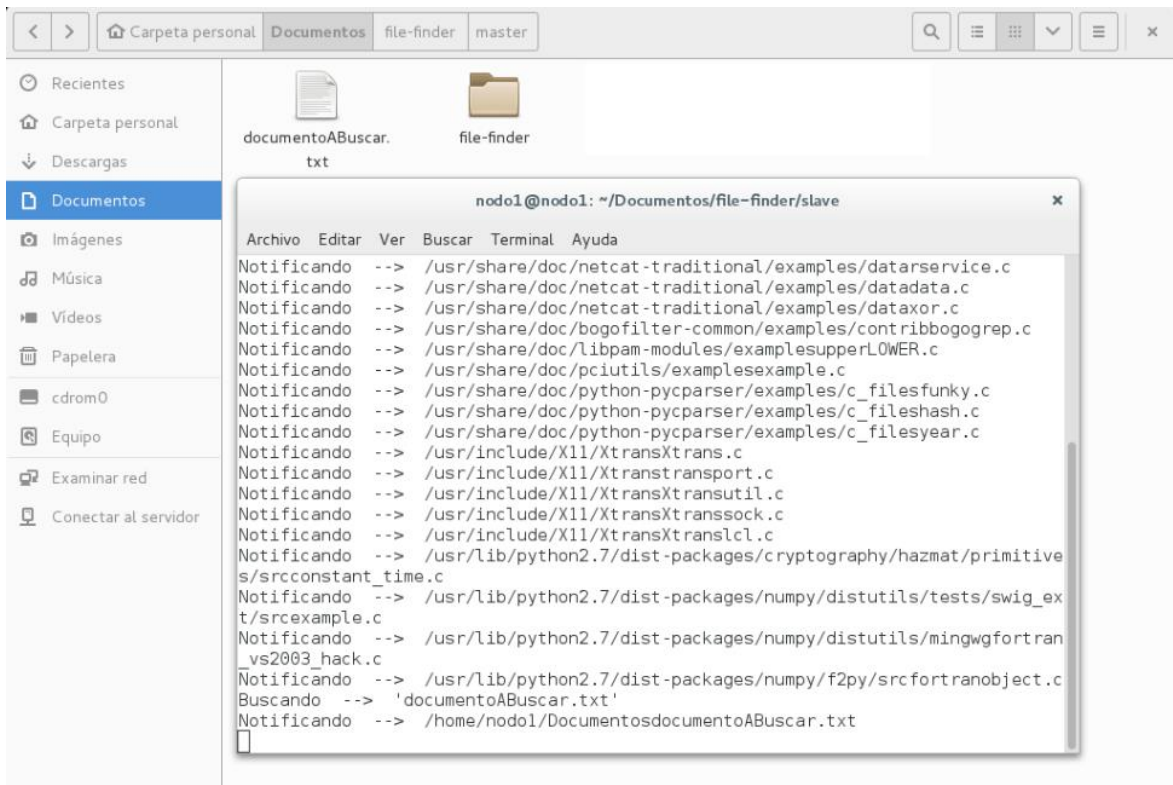 Carpeta personal Documentos file-finder master
Recientes
Carpeta personal
Descargas
Documentos
Imágenes
Música
Vídeos
Papelera
cdrom0
Equipo
Examinar red
Conectar al servidor
documentoABuscar.
txt
file-finder
nodo1@nodo1: ~/Documentos/file-finder/slave
Archivo Editar Ver Buscar Terminal Ayuda
Notificando --> /usr/share/doc/netcat-traditional/examples/datarservice.c
Notificando --> /usr/share/doc/netcat-traditional/examples/datadata.c
Notificando --> /usr/share/doc/netcat-traditional/examples/dataxor.c
Notificando --> /usr/share/doc/bogofilter-common/examples/contribbogogrep.c
Notificando --> /usr/share/doc/libpam-modules/examplesupperLOWER.c
Notificando --> /usr/share/doc/pciutils/examplesexample.c
Notificando --> /usr/share/doc/python-pycparser/examples/c_filesfunky.c
Notificando --> /usr/share/doc/python-pycparser/examples/c_fileshash.c
Notificando --> /usr/share/doc/python-pycparser/examples/c_filesyear.c
Notificando --> /usr/include/X11/XtransXtrans.c
Notificando --> /usr/include/X11/Xtranstransport.c
Notificando --> /usr/include/X11/XtransXtransutil.c
Notificando --> /usr/include/X11/XtransXtranssock.c
Notificando --> /usr/include/X11/XtransXtranslcl.c
Notificando --> /usr/lib/python2.7/dist-packages/cryptography/hazmat/primitive
s/srcconstant_time.c
Notificando --> /usr/lib/python2.7/dist-packages/numpy/distutils/tests/swig_ex
t/srcexample.c
Notificando --> /usr/lib/python2.7/dist-packages/numpy/distutils/mingwgfortran
_vs2003_hack.c
Notificando --> /usr/lib/python2.7/dist-packages/numpy/f2py/srcfortranobject.c
Buscando --> 'documentoABuscar.txt'
Notificando --> /home/nodo1/DocumentosdocumentoABuscar.txt